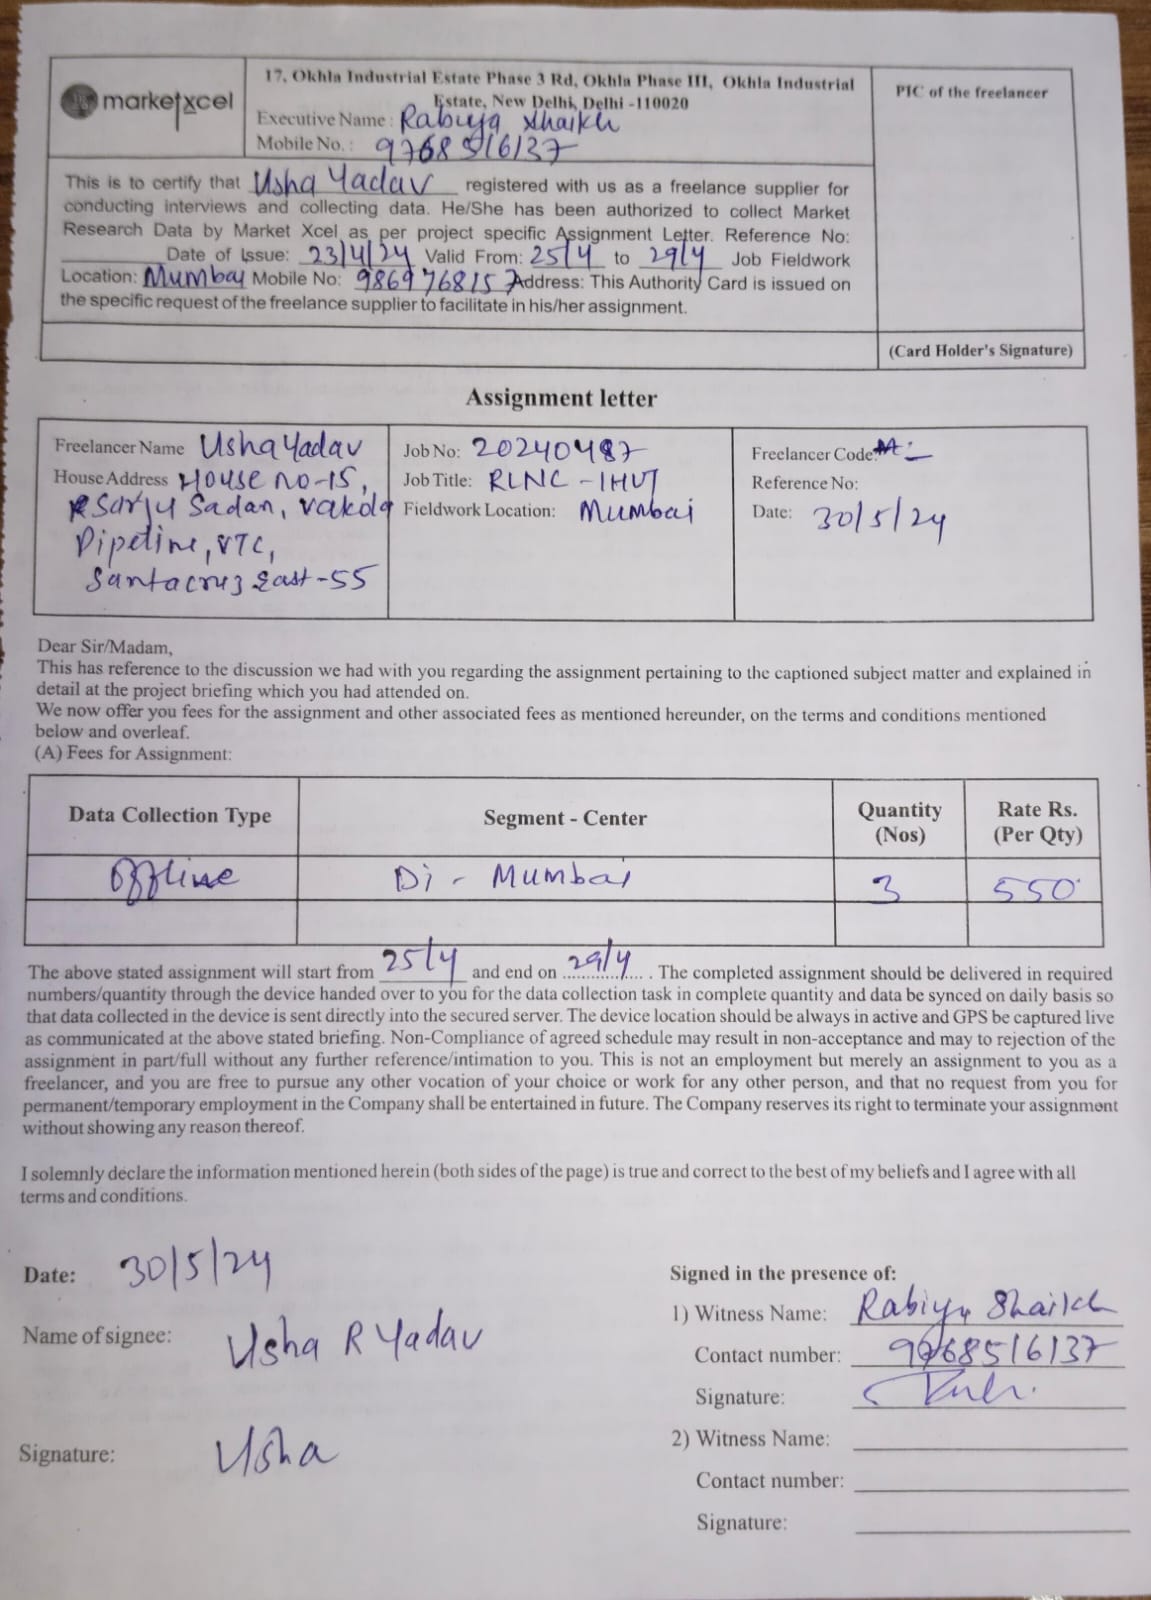 marketxcel
17, Okhla Industrial Estate Phase 3 Rd, Okhla Phase III, Okhla Industrial
Estate, New Delhi, Delhi -110020
Executive Name : Rabiya Shaikh
Mobile No. : 9768516137
PIC of the freelancer
This is to certify that Usha Yadav registered with us as a freelance supplier for
conducting interviews and collecting data. He/She has been authorized to collect Market
Research Data by Market Xcel as per project specific Assignment Letter. Reference No:
Date of Issue: 23/4/24 Valid From: 25/4 to 29/4 Job Fieldwork
Location: Mumbai Mobile No: 9869768157 Address: This Authority Card is issued on
the specific request of the freelance supplier to facilitate in his/her assignment.
(Card Holder's Signature)
Assignment letter
Freelancer Name Usha Yadav
House Address House no-15,
Sarju Sadan, vakola
Pipeline, VTC,
Santacruz East-55
Job No: 20240487
Job Title: RLNC - IHUT
Fieldwork Location: Mumbai
Freelancer Code:
Reference No:
Date: 30/5/24
Dear Sir/Madam,
This has reference to the discussion we had with you regarding the assignment pertaining to the captioned subject matter and explained in
detail at the project briefing which you had attended on.
We now offer you fees for the assignment and other associated fees as mentioned hereunder, on the terms and conditions mentioned
below and overleaf.
(A) Fees for Assignment:
Data Collection Type Segment - Center Quantity (Nos) Rate Rs. (Per Qty)
Offline Di - Mumbai 3 550
The above stated assignment will start from 25/4 and end on 29/4. The completed assignment should be delivered in required
numbers/quantity through the device handed over to you for the data collection task in complete quantity and data be synced on daily basis so
that data collected in the device is sent directly into the secured server. The device location should be always in active and GPS be captured live
as communicated at the above stated briefing. Non-Compliance of agreed schedule may result in non-acceptance and may to rejection of the
assignment in part/full without any further reference/intimation to you. This is not an employment but merely an assignment to you as a
freelancer, and you are free to pursue any other vocation of your choice or work for any other person, and that no request from you for
permanent/temporary employment in the Company shall be entertained in future. The Company reserves its right to terminate your assignment
without showing any reason thereof.
I solemnly declare the information mentioned herein (both sides of the page) is true and correct to the best of my beliefs and I agree with all
terms and conditions.
Date: 30/5/24
Name of signee: Usha R Yadav
Signature: Usha
Signed in the presence of:
1) Witness Name: Rabiya Shaikh
Contact number: 9768516137
Signature:
2) Witness Name:
Contact number:
Signature: